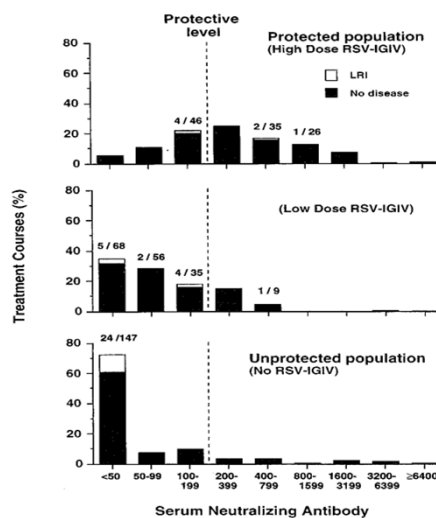 Protective
level
Protected population
(High Dose RSV-IGIV)
LRI
No disease
80
60
40
20
0
4 / 46
2 / 35
1 / 26
(Low Dose RSV-IGIV)
80
60
40
20
0
5 / 68
2 / 56
4 / 35
1 / 9
Treatment Courses (%)
Unprotected population
(No RSV-IGIV)
80
60
40
20
0
24 /147
<50
50-99
100-
199
200-
399
400-
799
800-
1599
1600-
3199
3200-
6399
≥6400
Serum Neutralizing Antibody